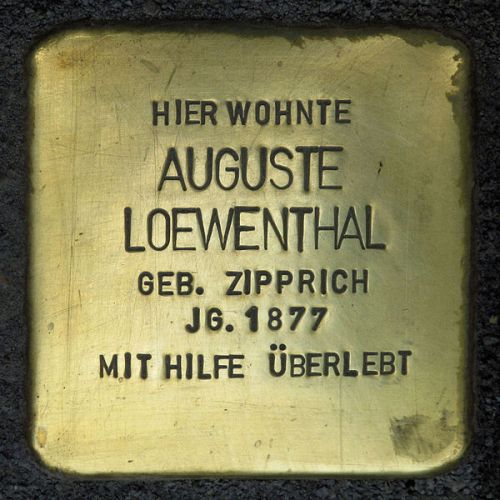 HIER WOHNTE
AUGUSTE
LOEWENTHAL
GEB. ZIPPRICH
JG. 1877
MIT HILFE ÜBERLEBT